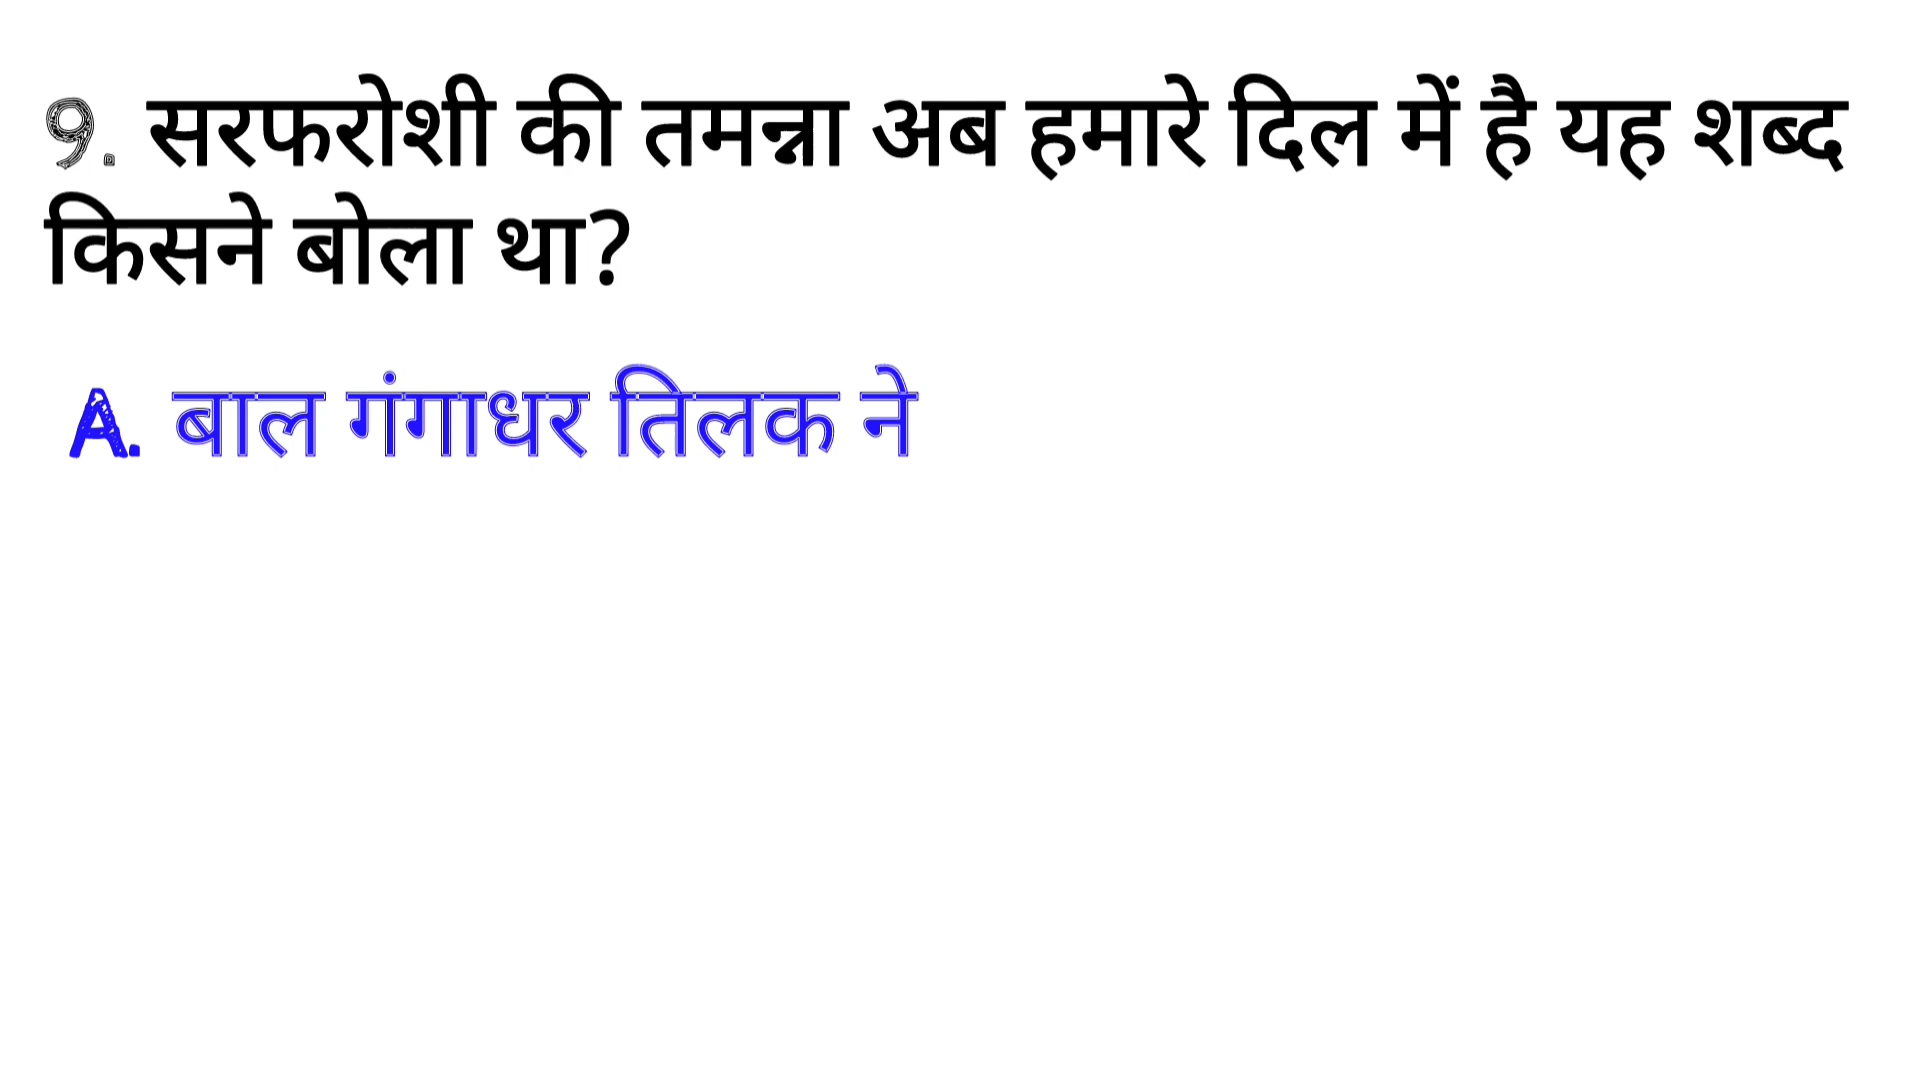 9. सरफरोशी की तमन्ना अब हमारे दिल में है यह शब्द
किसने बोला था?
A. बाल गंगाधर तिलक ने